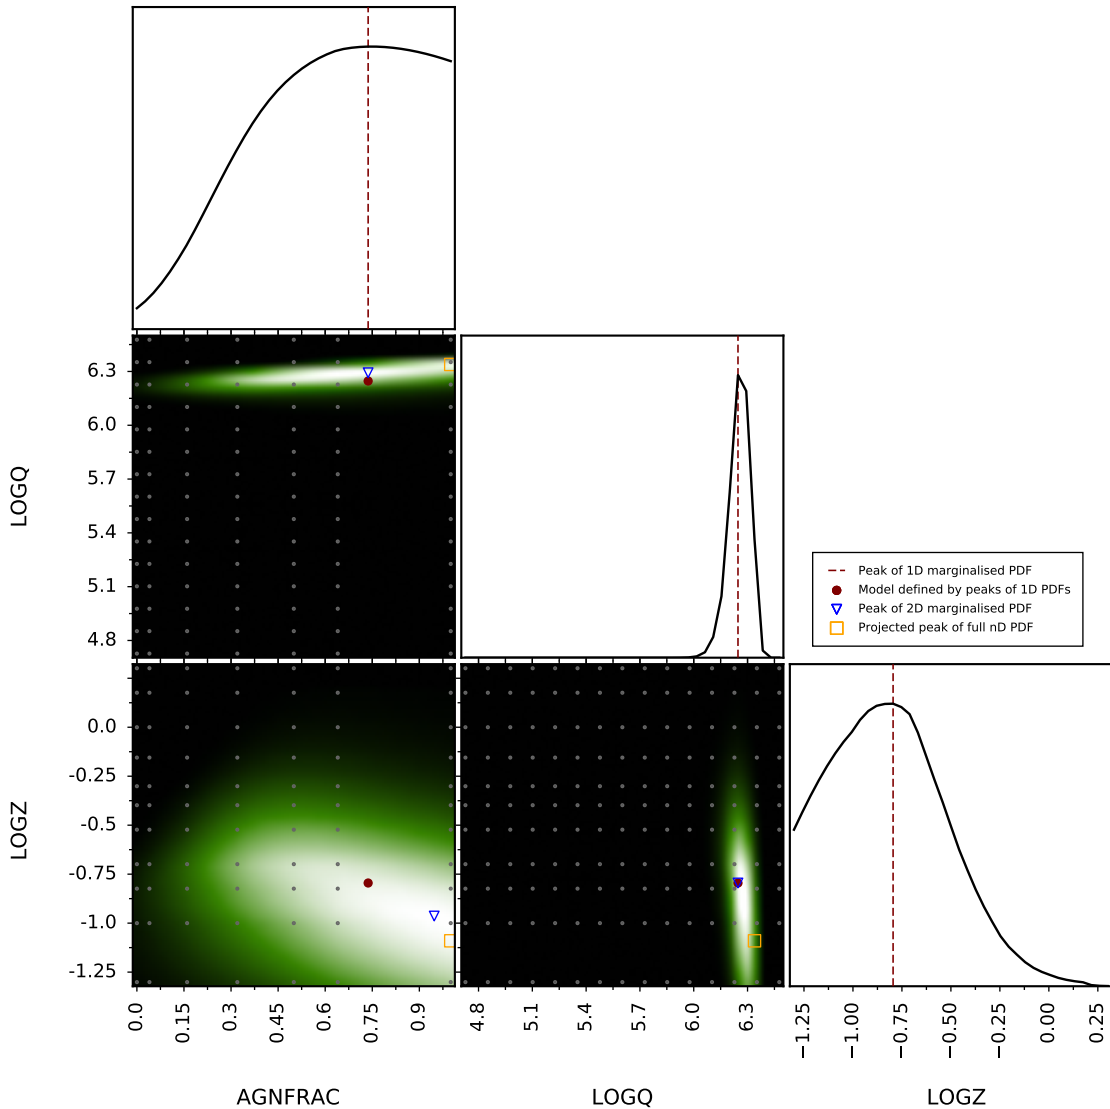 6.3
6.0
5.7
5.4
5.1
4.8
LOGQ
Peak of 1D marginalised PDF
Model defined by peaks of 1D PDFs
Peak of 2D marginalised PDF
Projected peak of full nD PDF
0.0
-0.25
-0.5
-0.75
-1.0
-1.25
LOGZ
0.0 0.15 0.3 0.45 0.6 0.75 0.9
4.8 5.1 5.4 5.7 6.0 6.3
−1.25 −1.00 −0.75 −0.50 −0.25 0.00 0.25
AGNFRAC LOGQ LOGZ